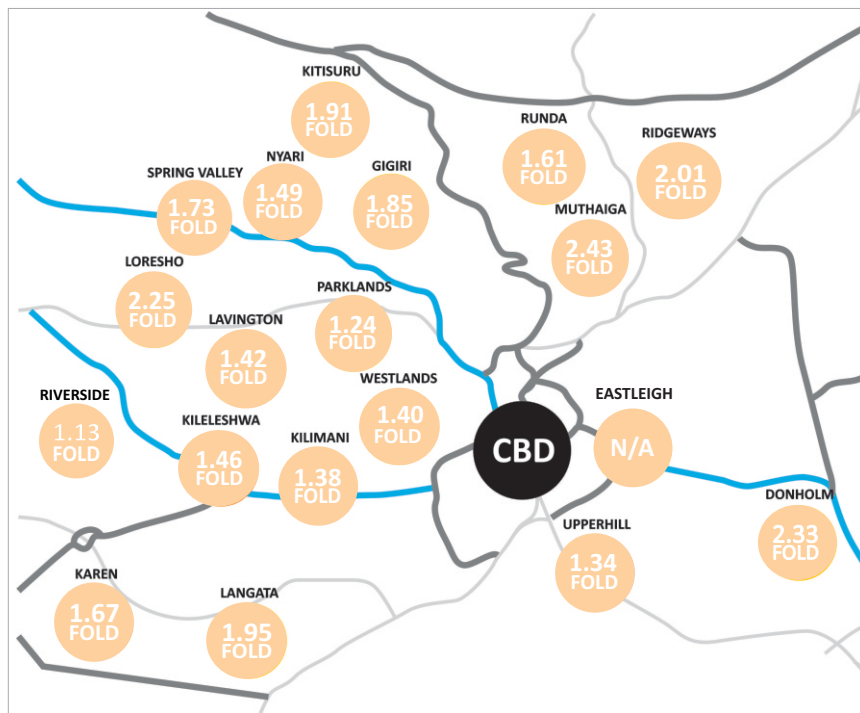 KITISURU
1.91
FOLD
RUNDA
1.61
FOLD
RIDGEWAYS
2.01
FOLD
NYARI
1.49
FOLD
GIGIRI
1.85
FOLD
SPRING VALLEY
1.73
FOLD
MUTHAIGA
2.43
FOLD
LORESHO
2.25
FOLD
PARKLANDS
1.24
FOLD
LAVINGTON
1.42
FOLD
WESTLANDS
1.40
FOLD
RIVERSIDE
1.13
FOLD
KILELESHWA
1.46
FOLD
KILIMANI
1.38
FOLD
CBD
EASTLEIGH
N/A
DONHOLM
2.33
FOLD
UPPERHILL
1.34
FOLD
KAREN
1.67
FOLD
LANGATA
1.95
FOLD